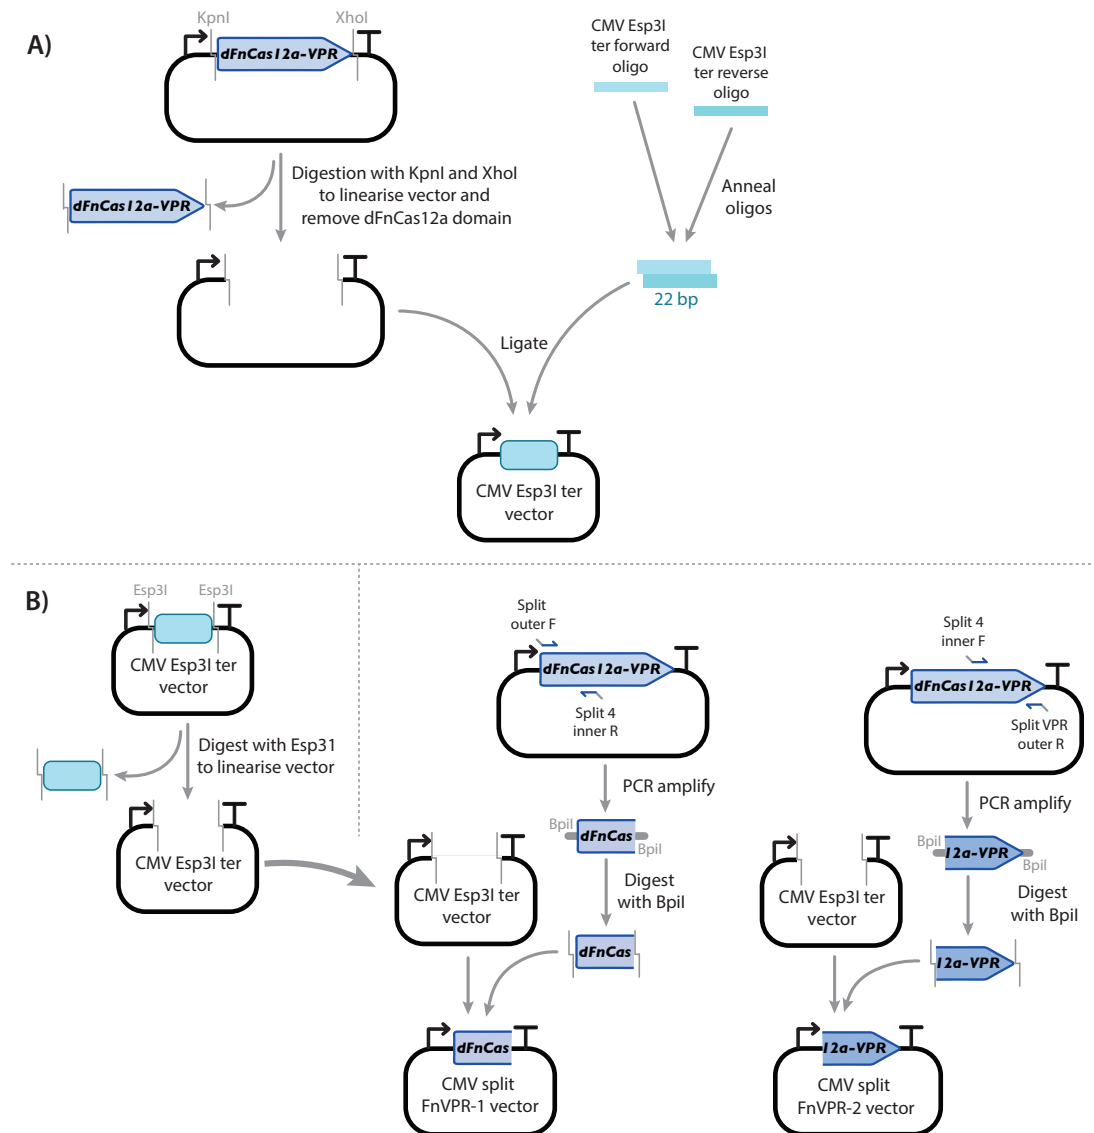 A)
KpnI
XhoI
dFnCas12a-VPR
CMV Esp3I
ter forward
oligo
CMV Esp3I
ter reverse
oligo
Digestion with KpnI and XhoI
to linearise vector and
remove dFnCas12a domain
dFnCas12a-VPR
Anneal
oligos
22 bp
Ligate
CMV Esp3I ter
vector
B)
Esp3I
Esp3I
CMV Esp3I ter
vector
Digest with Esp31
to linearise vector
CMV Esp3I ter
vector
Split
outer F
dFnCas12a-VPR
Split 4
inner R
PCR amplify
BpiI
dFnCas
BpiI
Digest
with BpiI
CMV Esp3I ter
vector
dFnCas
dFnCas
CMV split
FnVPR-1 vector
Split 4
inner F
dFnCas12a-VPR
Split VPR
outer R
PCR amplify
BpiI
12a-VPR
BpiI
Digest
with BpiI
CMV Esp3I ter
vector
12a-VPR
12a-VPR
CMV split
FnVPR-2 vector